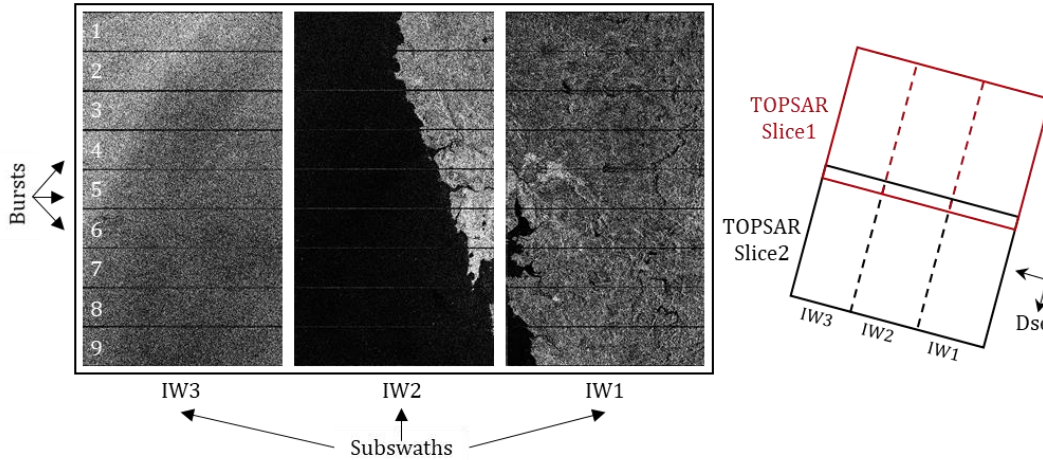 1
2
3
4
5
6
7
8
9
Bursts
IW3
IW2
IW1
Subswaths
TOPSAR
Slice1
TOPSAR
Slice2
IW3
IW2
IW1